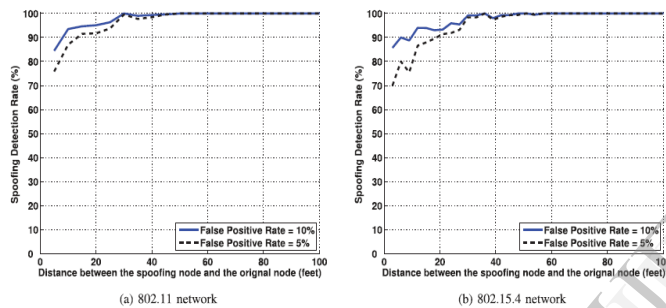 100
90
80
70
60
50
40
30
20
10
0
Spoofing Detection Rate (%)
False Positive Rate = 10%
False Positive Rate = 5%
0 20 40 60 80 100
Distance between the spoofing node and the orignal node (feet)
(a) 802.11 network
100
90
80
70
60
50
40
30
20
10
0
Spoofing Detection Rate (%)
False Positive Rate = 10%
False Positive Rate = 5%
0 20 40 60 80
Distance between the spoofing node and the orignal node (feet)
(b) 802.15.4 network